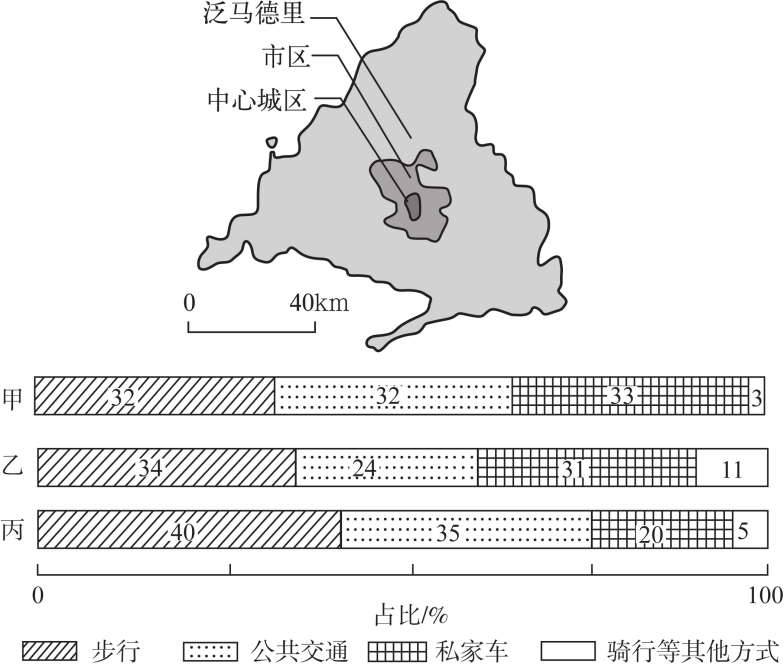 泛马德里
市区
中心城区
0 40km
甲 32 32 33 3
乙 34 24 31 11
丙 40 35 20 5
0 100
占比/%
步行 公共交通 私家车 骑行等其他方式